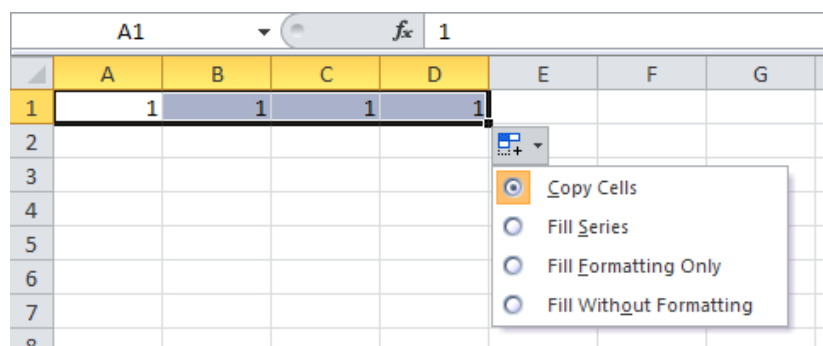 A1 fx 1
A B C D E F G
1 1 1 1 1
2
3 Copy Cells
4 Fill Series
5
6 Fill Formatting Only
7 Fill Without Formatting
8